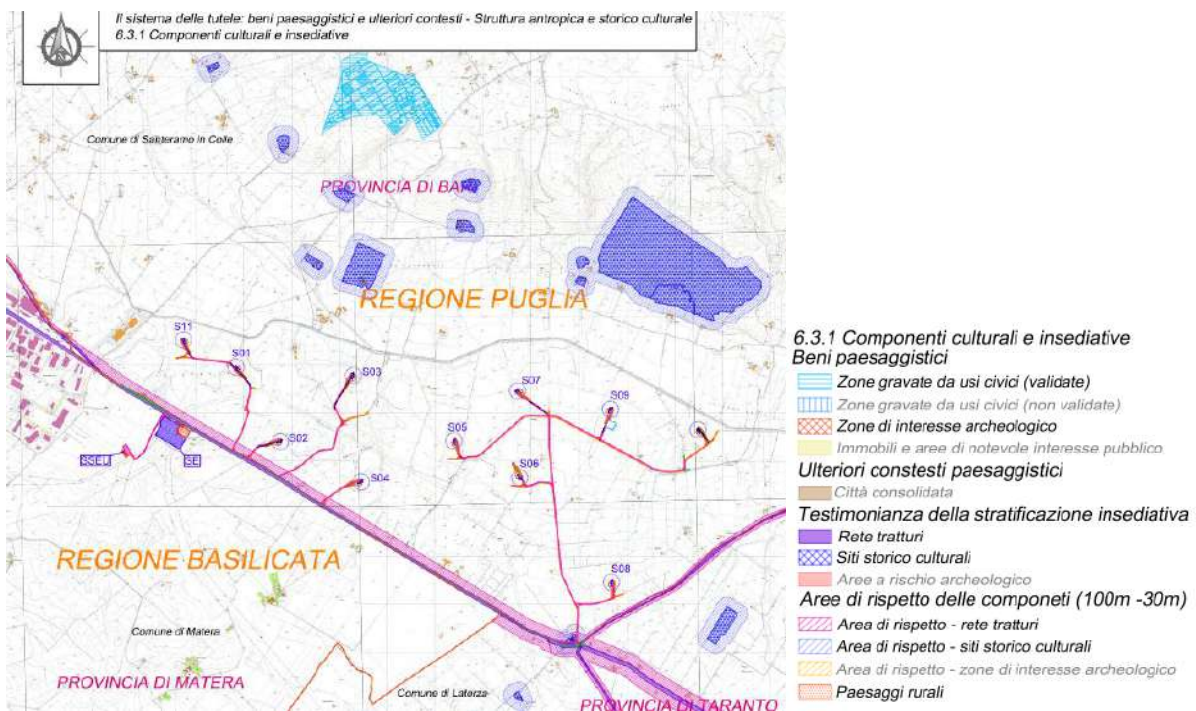 Il sistema delle tutele: beni paesaggistici e ulteriori contesti - Struttura antropica e storico culturale
6.3.1 Componenti culturali e insediative
Comune di Santeramo in Colle
PROVINCIA DI BARI
REGIONE PUGLIA
S11
S01
S03
S07
S09
S02
S05
S06
SSEU
SE
S04
REGIONE BASILICATA
S08
Comune di Matera
PROVINCIA DI MATERA
Comune di Laterza
PROVINCIA DI TARANTO
6.3.1 Componenti culturali e insediative
Beni paesaggistici
Zone gravate da usi civici (validate)
Zone gravate da usi civici (non validate)
Zone di interesse archeologico
Immobili e aree di notevole interesse pubblico
Ulteriori constesti paesaggistici
Città consolidata
Testimonianza della stratificazione insediativa
Rete tratturi
Siti storico culturali
Aree a rischio archeologico
Aree di rispetto delle componeti (100m -30m)
Area di rispetto - rete tratturi
Area di rispetto - siti storico culturali
Area di rispetto - zone di interesse archeologico
Paesaggi rurali